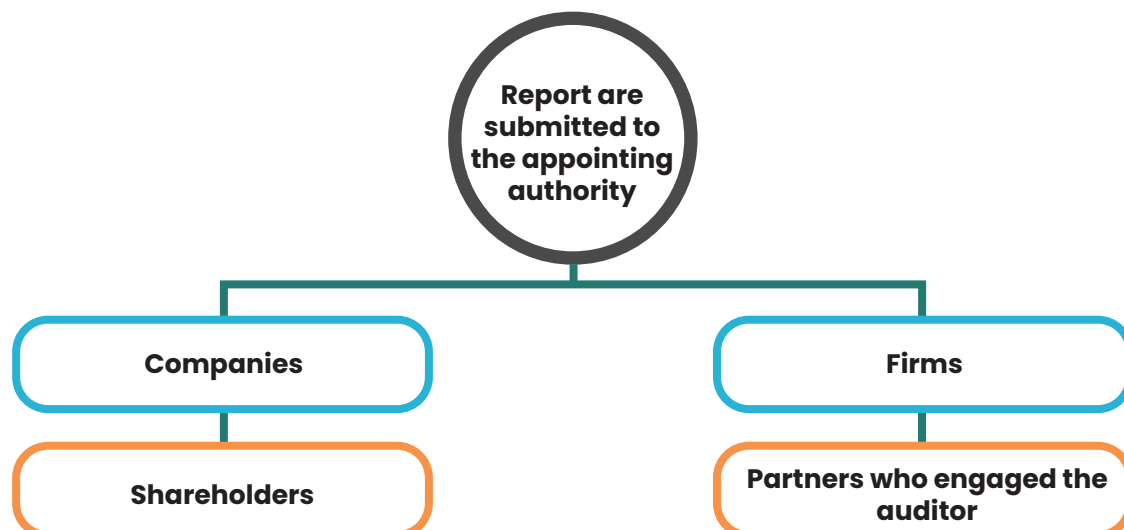 Report are
submitted to
the appointing
authority
Companies
Firms
Shareholders
Partners who engaged the
auditor